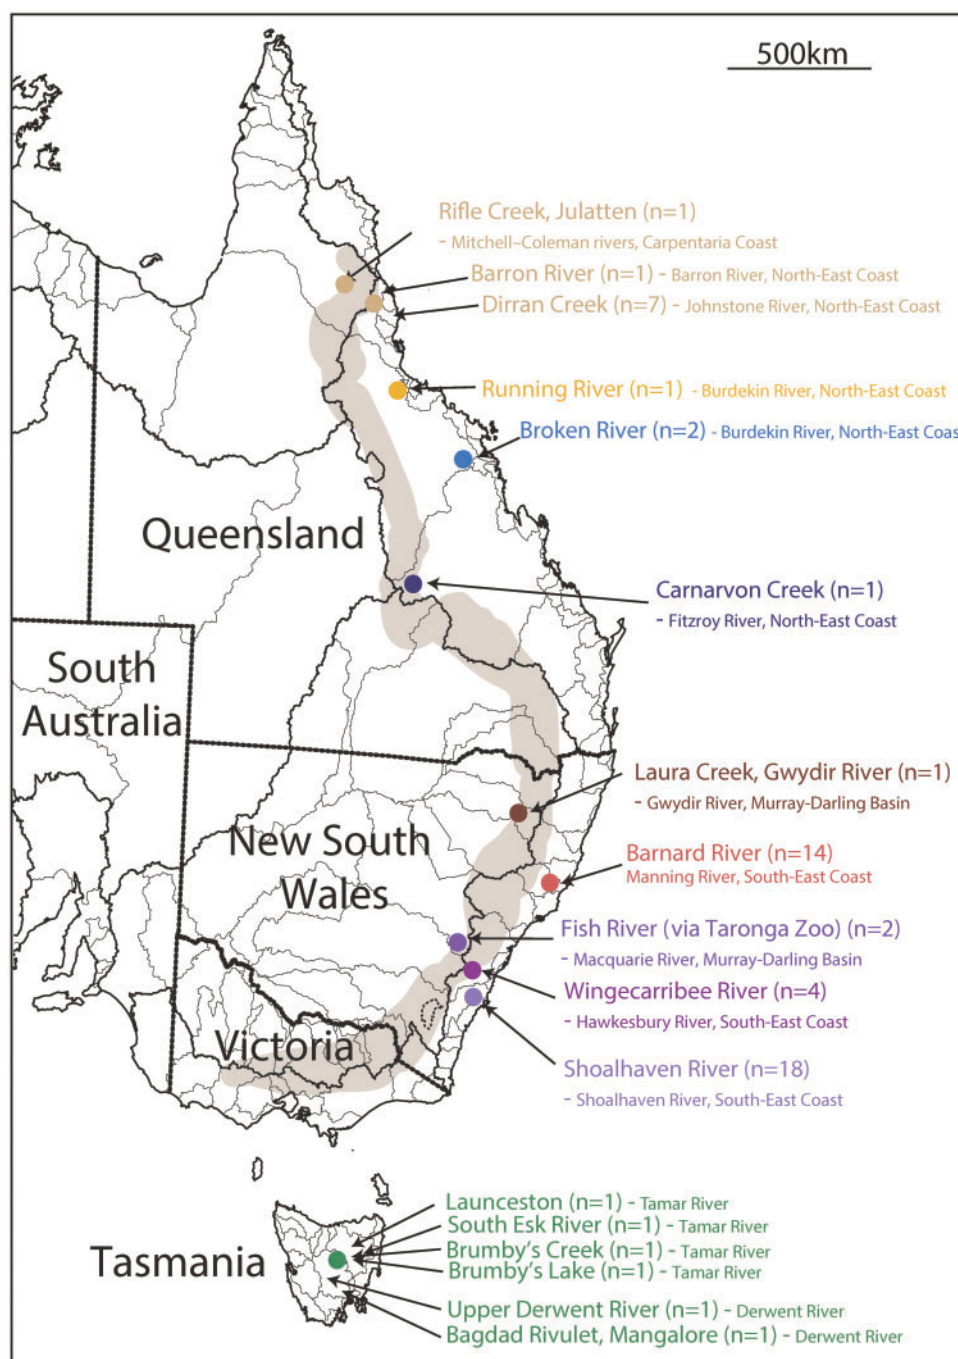 500km
Rifle Creek, Julatten (n=1)
- Mitchell–Coleman rivers, Carpentaria Coast
Barron River (n=1) - Barron River, North-East Coast
Dirran Creek (n=7) - Johnstone River, North-East Coast
Running River (n=1) - Burdekin River, North-East Coast
Broken River (n=2) - Burdekin River, North-East Coas
Queensland
Carnarvon Creek (n=1)
- Fitzroy River, North-East Coast
South
Australia
Laura Creek, Gwydir River (n=1)
- Gwydir River, Murray-Darling Basin
New South
Wales
Barnard River (n=14)
Manning River, South-East Coast
Fish River (via Taronga Zoo) (n=2)
- Macquarie River, Murray-Darling Basin
Wingecarribee River (n=4)
- Hawkesbury River, South-East Coast
Victoria
Shoalhaven River (n=18)
- Shoalhaven River, South-East Coast
Tasmania
Launceston (n=1) - Tamar River
South Esk River (n=1) - Tamar River
Brumby's Creek (n=1) - Tamar River
Brumby's Lake (n=1) - Tamar River
Upper Derwent River (n=1) - Derwent River
Bagdad Rivulet, Mangalore (n=1) - Derwent River